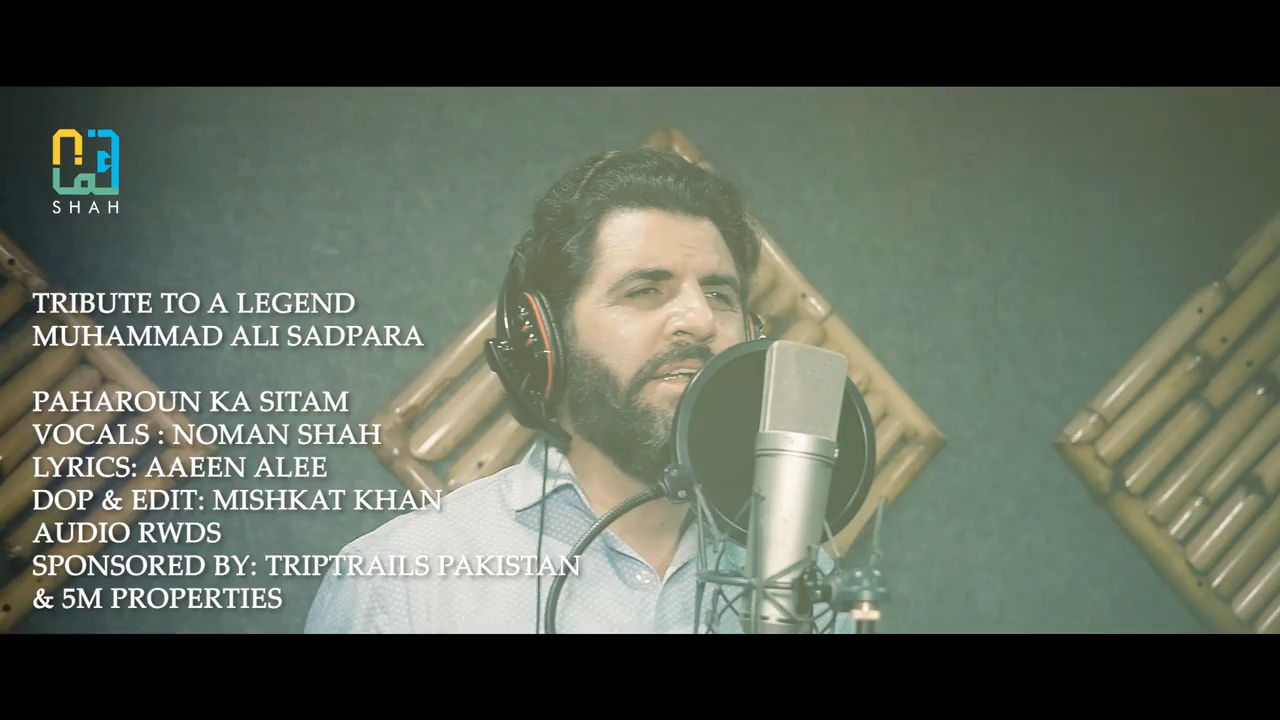 SHAH
TRIBUTE TO A LEGEND
MUHAMMAD ALI SADPARA
PAHAROUN KA SITAM
VOCALS : NOMAN SHAH
LYRICS: AAEEN ALEE
DOP & EDIT: MISHKAT KHAN
AUDIO RWDS
SPONSORED BY: TRIPTRAILS PAKISTAN
& 5M PROPERTIES